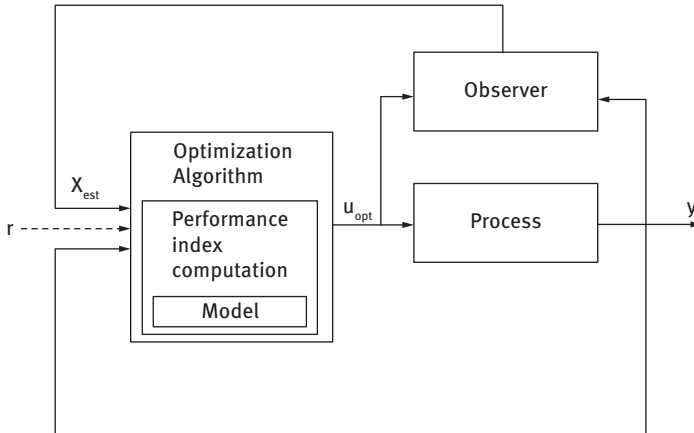 Observer
Optimization
Algorithm
X_est
r
Performance
index
computation
Model
u_opt
Process
y